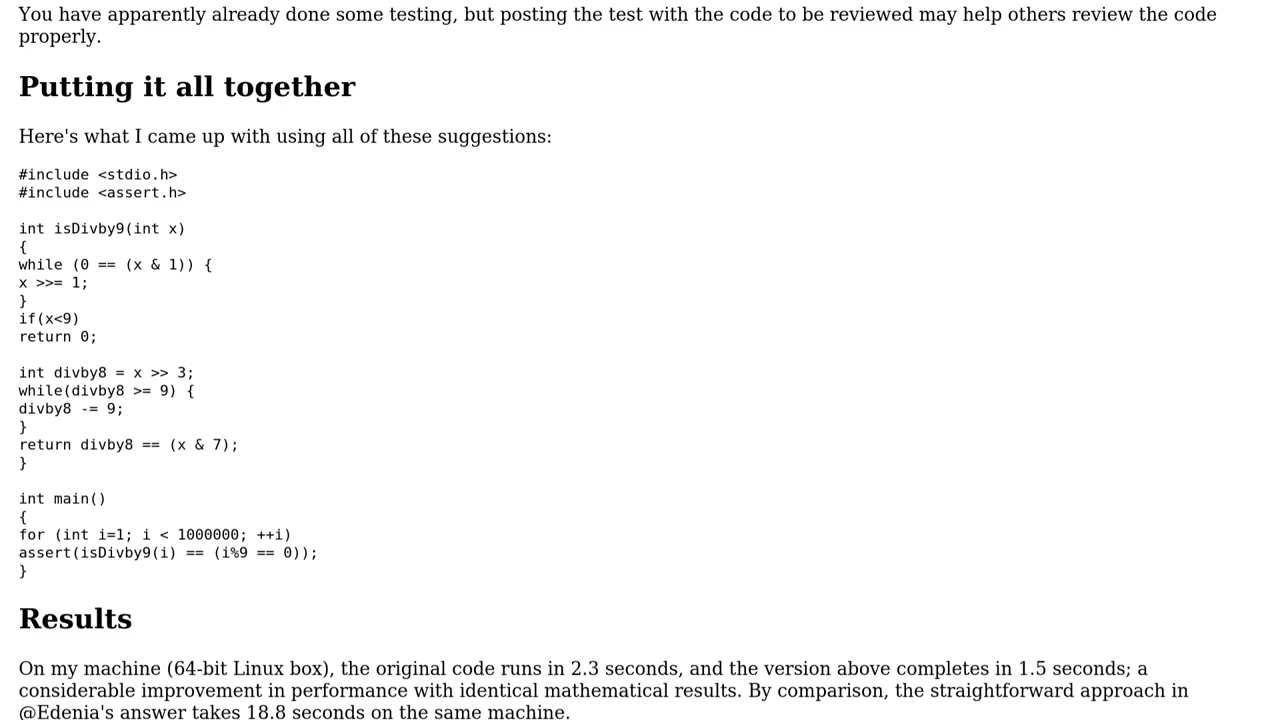 You have apparently already done some testing, but posting the test with the code to be reviewed may help others review the code
properly.
Putting it all together
Here's what I came up with using all of these suggestions:
#include <stdio.h>
#include <assert.h>
int isDivby9(int x)
{
while (0 == (x & 1)) {
x >>= 1;
}
if(x<9)
return 0;
int divby8 = x >> 3;
while(divby8 >= 9) {
divby8 -= 9;
}
return divby8 == (x & 7);
}
int main()
{
for (int i=1; i < 1000000; ++i)
assert(isDivby9(i) == (i%9 == 0));
}
Results
On my machine (64-bit Linux box), the original code runs in 2.3 seconds, and the version above completes in 1.5 seconds; a
considerable improvement in performance with identical mathematical results. By comparison, the straightforward approach in
@Edenia's answer takes 18.8 seconds on the same machine.